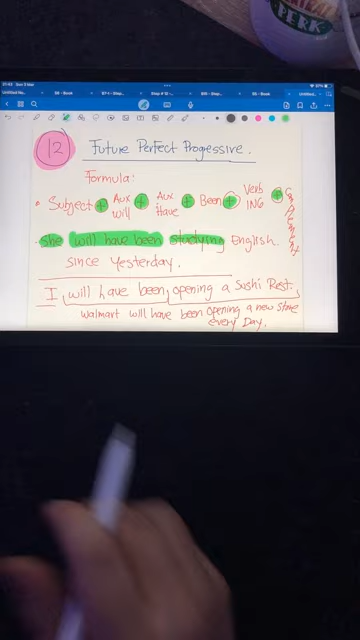 PERK
12
Future Perfect Progressive.
Formula:
Subject + Aux will + Aux Have + Been + Verb ING +
She will have been studying English
since Yesterday.
I will have been opening a Sushi Rest.
Walmart will have been opening a new store
every Day.